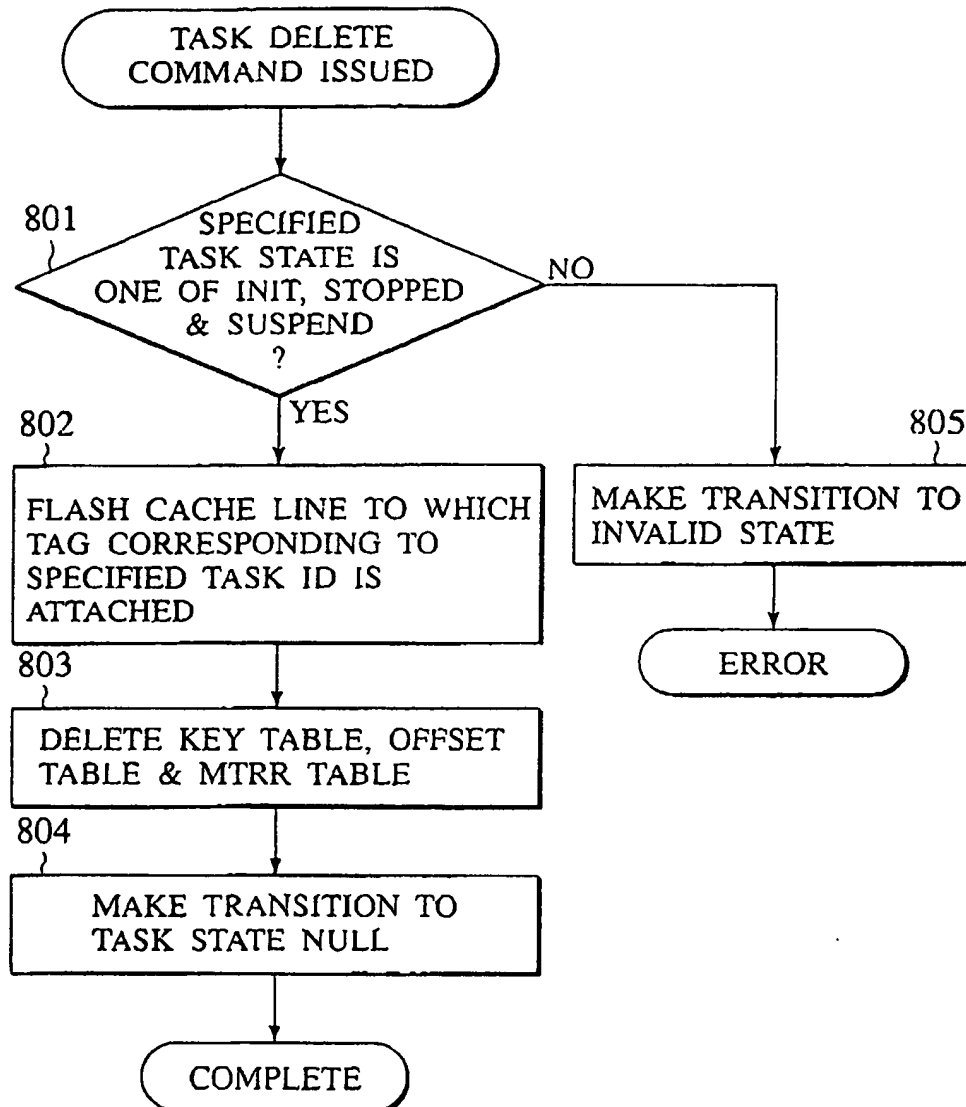 TASK DELETE
COMMAND ISSUED
801
SPECIFIED
TASK STATE IS
ONE OF INIT, STOPPED
& SUSPEND
?
NO
YES
802
FLASH CACHE LINE TO WHICH
TAG CORRESPONDING TO
SPECIFIED TASK ID IS
ATTACHED
805
MAKE TRANSITION TO
INVALID STATE
ERROR
803
DELETE KEY TABLE, OFFSET
TABLE & MTRR TABLE
804
MAKE TRANSITION TO
TASK STATE NULL
COMPLETE